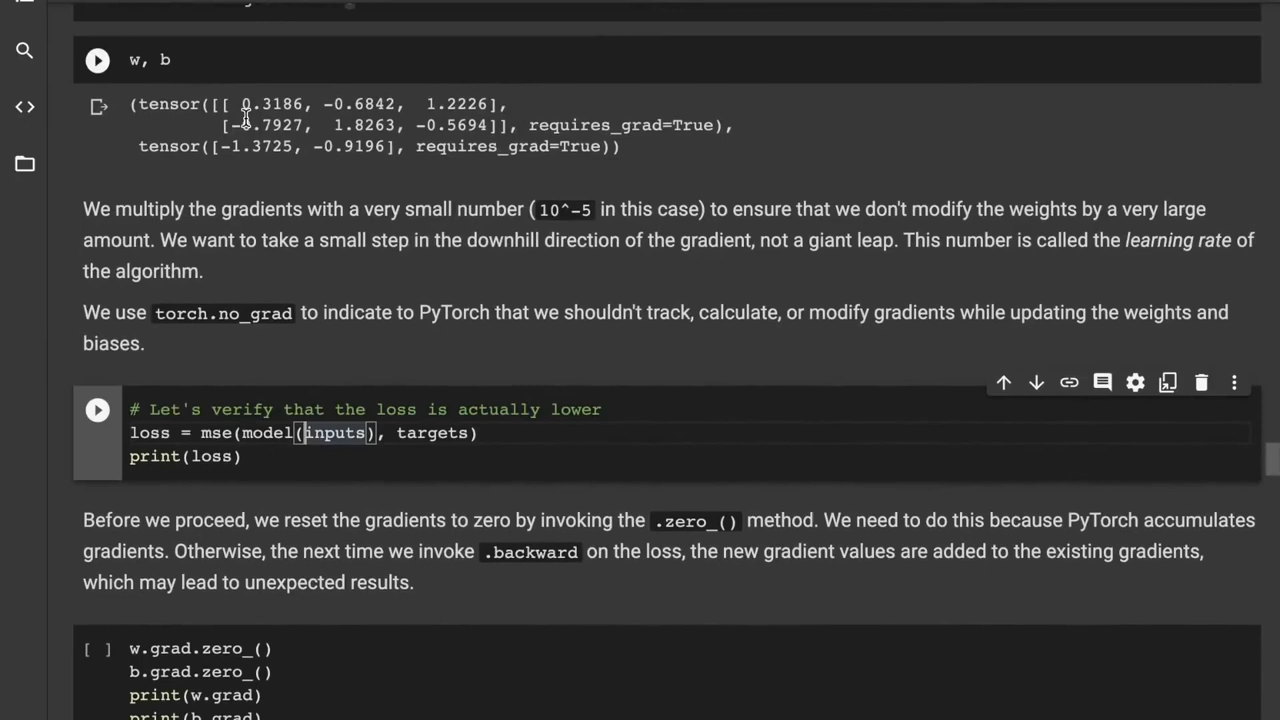 w, b
(tensor([[ 0.3186, -0.6842, 1.2226],
.7927, 1.8263, -0.5694]], requires_grad=True),
tensor([-1.3725, -0.9196], requires_grad=True))
We multiply the gradients with a very small number ( 10^-5 in this case) to ensure that we don't modify the weights by a very large
amount. We want to take a small step in the downhill direction of the gradient, not a giant leap. This number is called the learning rate of
the algorithm.
We use torch.no_grad to indicate to PyTorch that we shouldn't track, calculate, or modify gradients while updating the weights and
biases.
# Let's verify that the loss is actually lower
loss = mse(model(inputs), targets)
print(loss)
Before we proceed, we reset the gradients to zero by invoking the .zero_() method. We need to do this because PyTorch accumulates
gradients. Otherwise, the next time we invoke .backward on the loss, the new gradient values are added to the existing gradients,
which may lead to unexpected results.
[ ] w.grad.zero_()
b.grad.zero_()
print(w.grad)
print(b.grad)